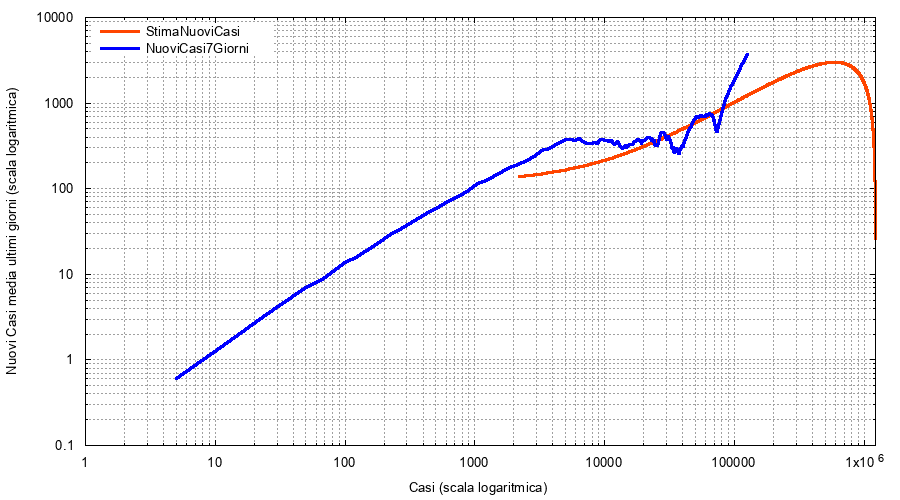 10000
StimaNuoviCasi
NuoviCasi7Giorni
1000
100
10
1
0.1
Nuovi Casi media ultimi giorni (scala logaritmica)
1 10 100 1000 10000 100000 1x10 6
Casi (scala logaritmica)